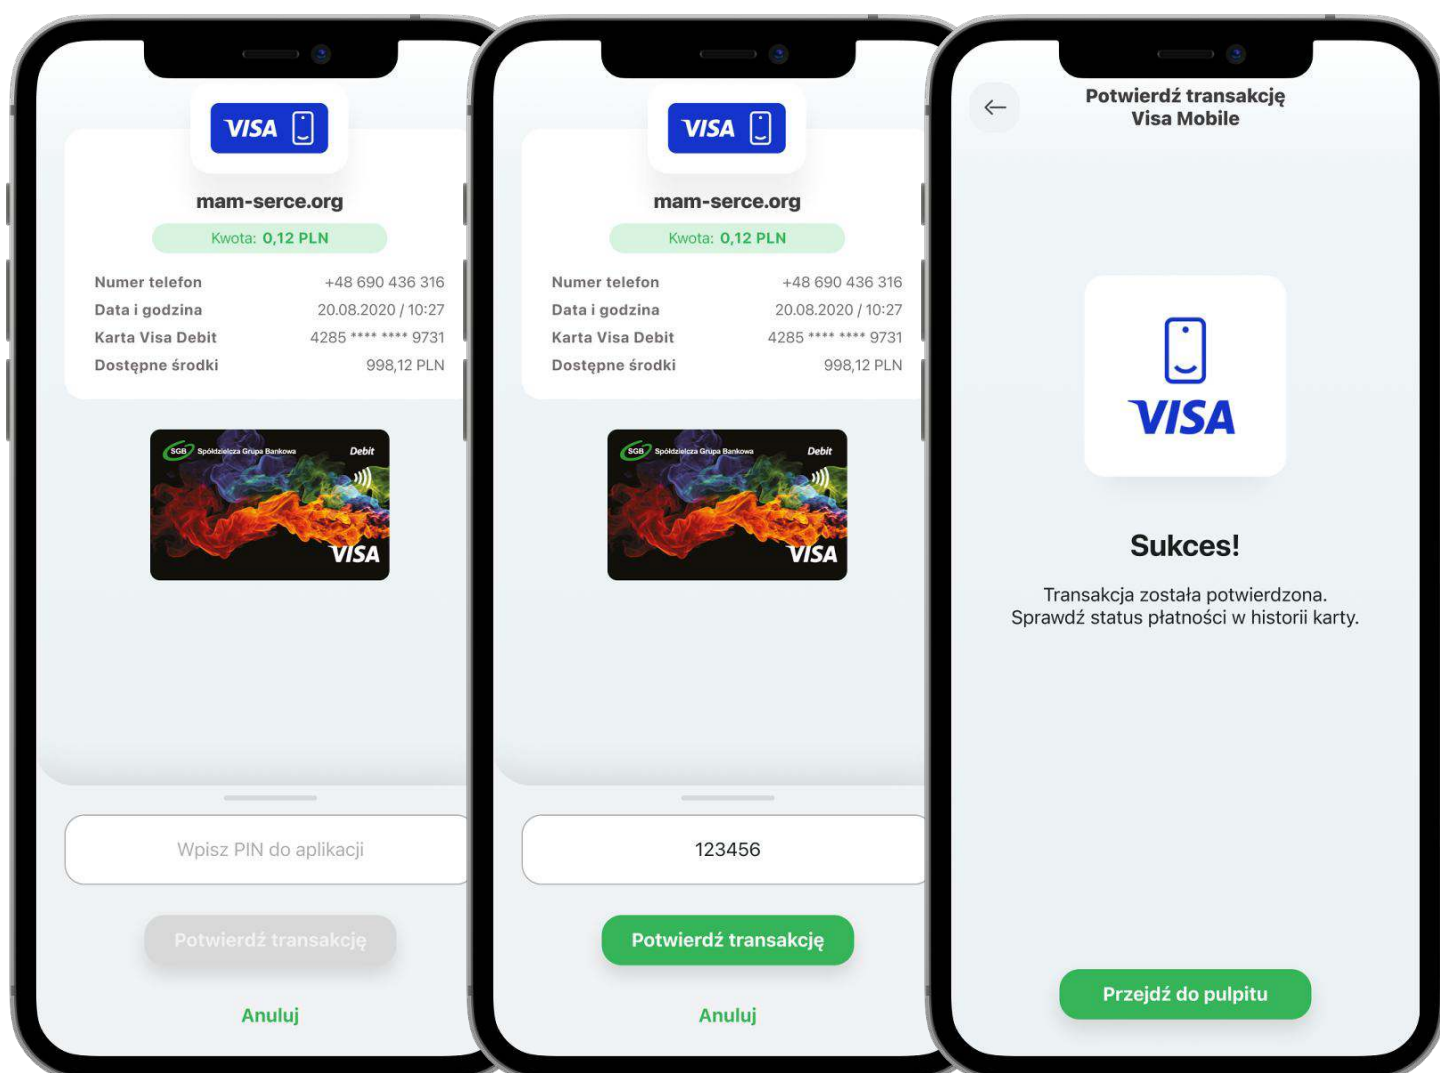 VISA
mam-serce.org
Kwota: 0,12 PLN
Numer telefon +48 690 436 316
Data i godzina 20.08.2020 / 10:27
Karta Visa Debit 4285 **** **** 9731
Dostępne środki 998,12 PLN
SGB Spółdzielcza Grupa Bankowa Debit
VISA
Wpisz PIN do aplikacji
Potwierdź transakcję
Anuluj
VISA
mam-serce.org
Kwota: 0,12 PLN
Numer telefon +48 690 436 316
Data i godzina 20.08.2020 / 10:27
Karta Visa Debit 4285 **** **** 9731
Dostępne środki 998,12 PLN
SGB Spółdzielcza Grupa Bankowa Debit
VISA
123456
Potwierdź transakcję
Anuluj
Potwierdź transakcję
Visa Mobile
VISA
Sukces!
Transakcja została potwierdzona.
Sprawdź status płatności w historii karty.
Przejdź do pulpitu